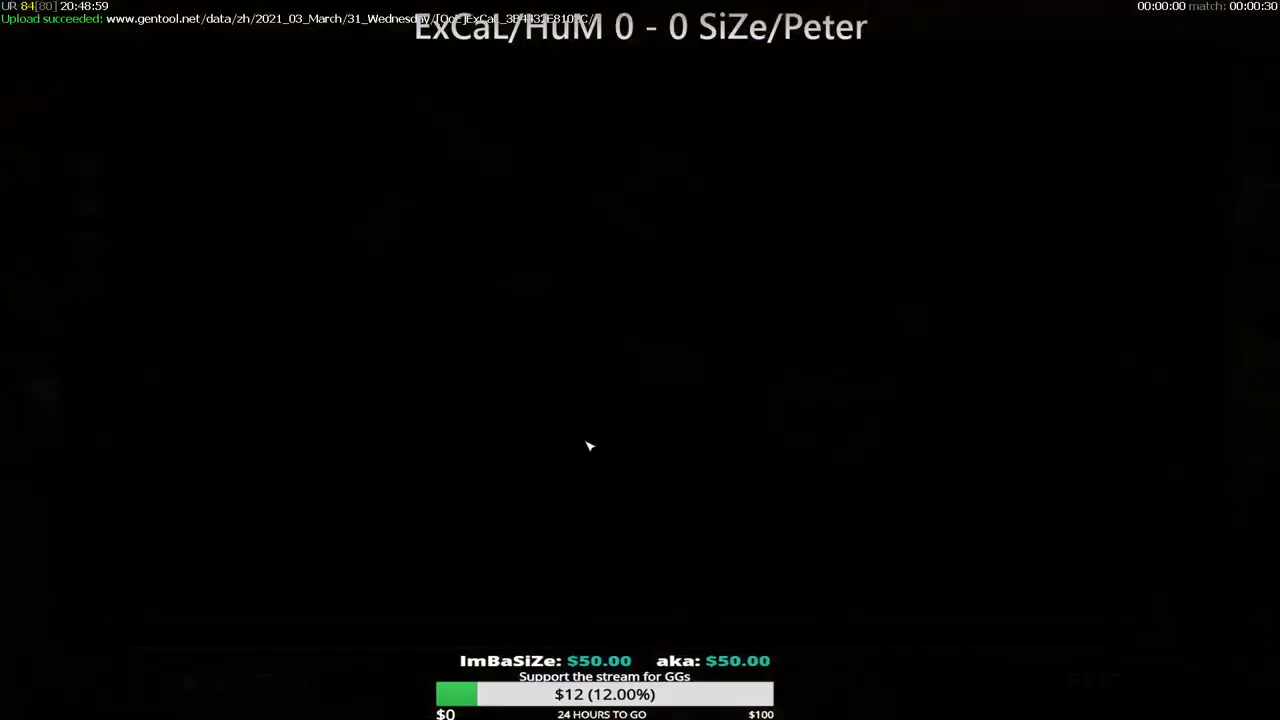 UR 84[80] 20:48:59
00:00:00 match: 00:00:30
Upload succeeded: www.gentool.net/data/zh/2021_03_March/31_Wednesday/
ExCaL/HuM 0 - 0 SiZe/Peter
ImBaSiZe: $50.00 aka: $50.00
Support the stream for GGs
$12 (12.00%)
$0 24 HOURS TO GO $100